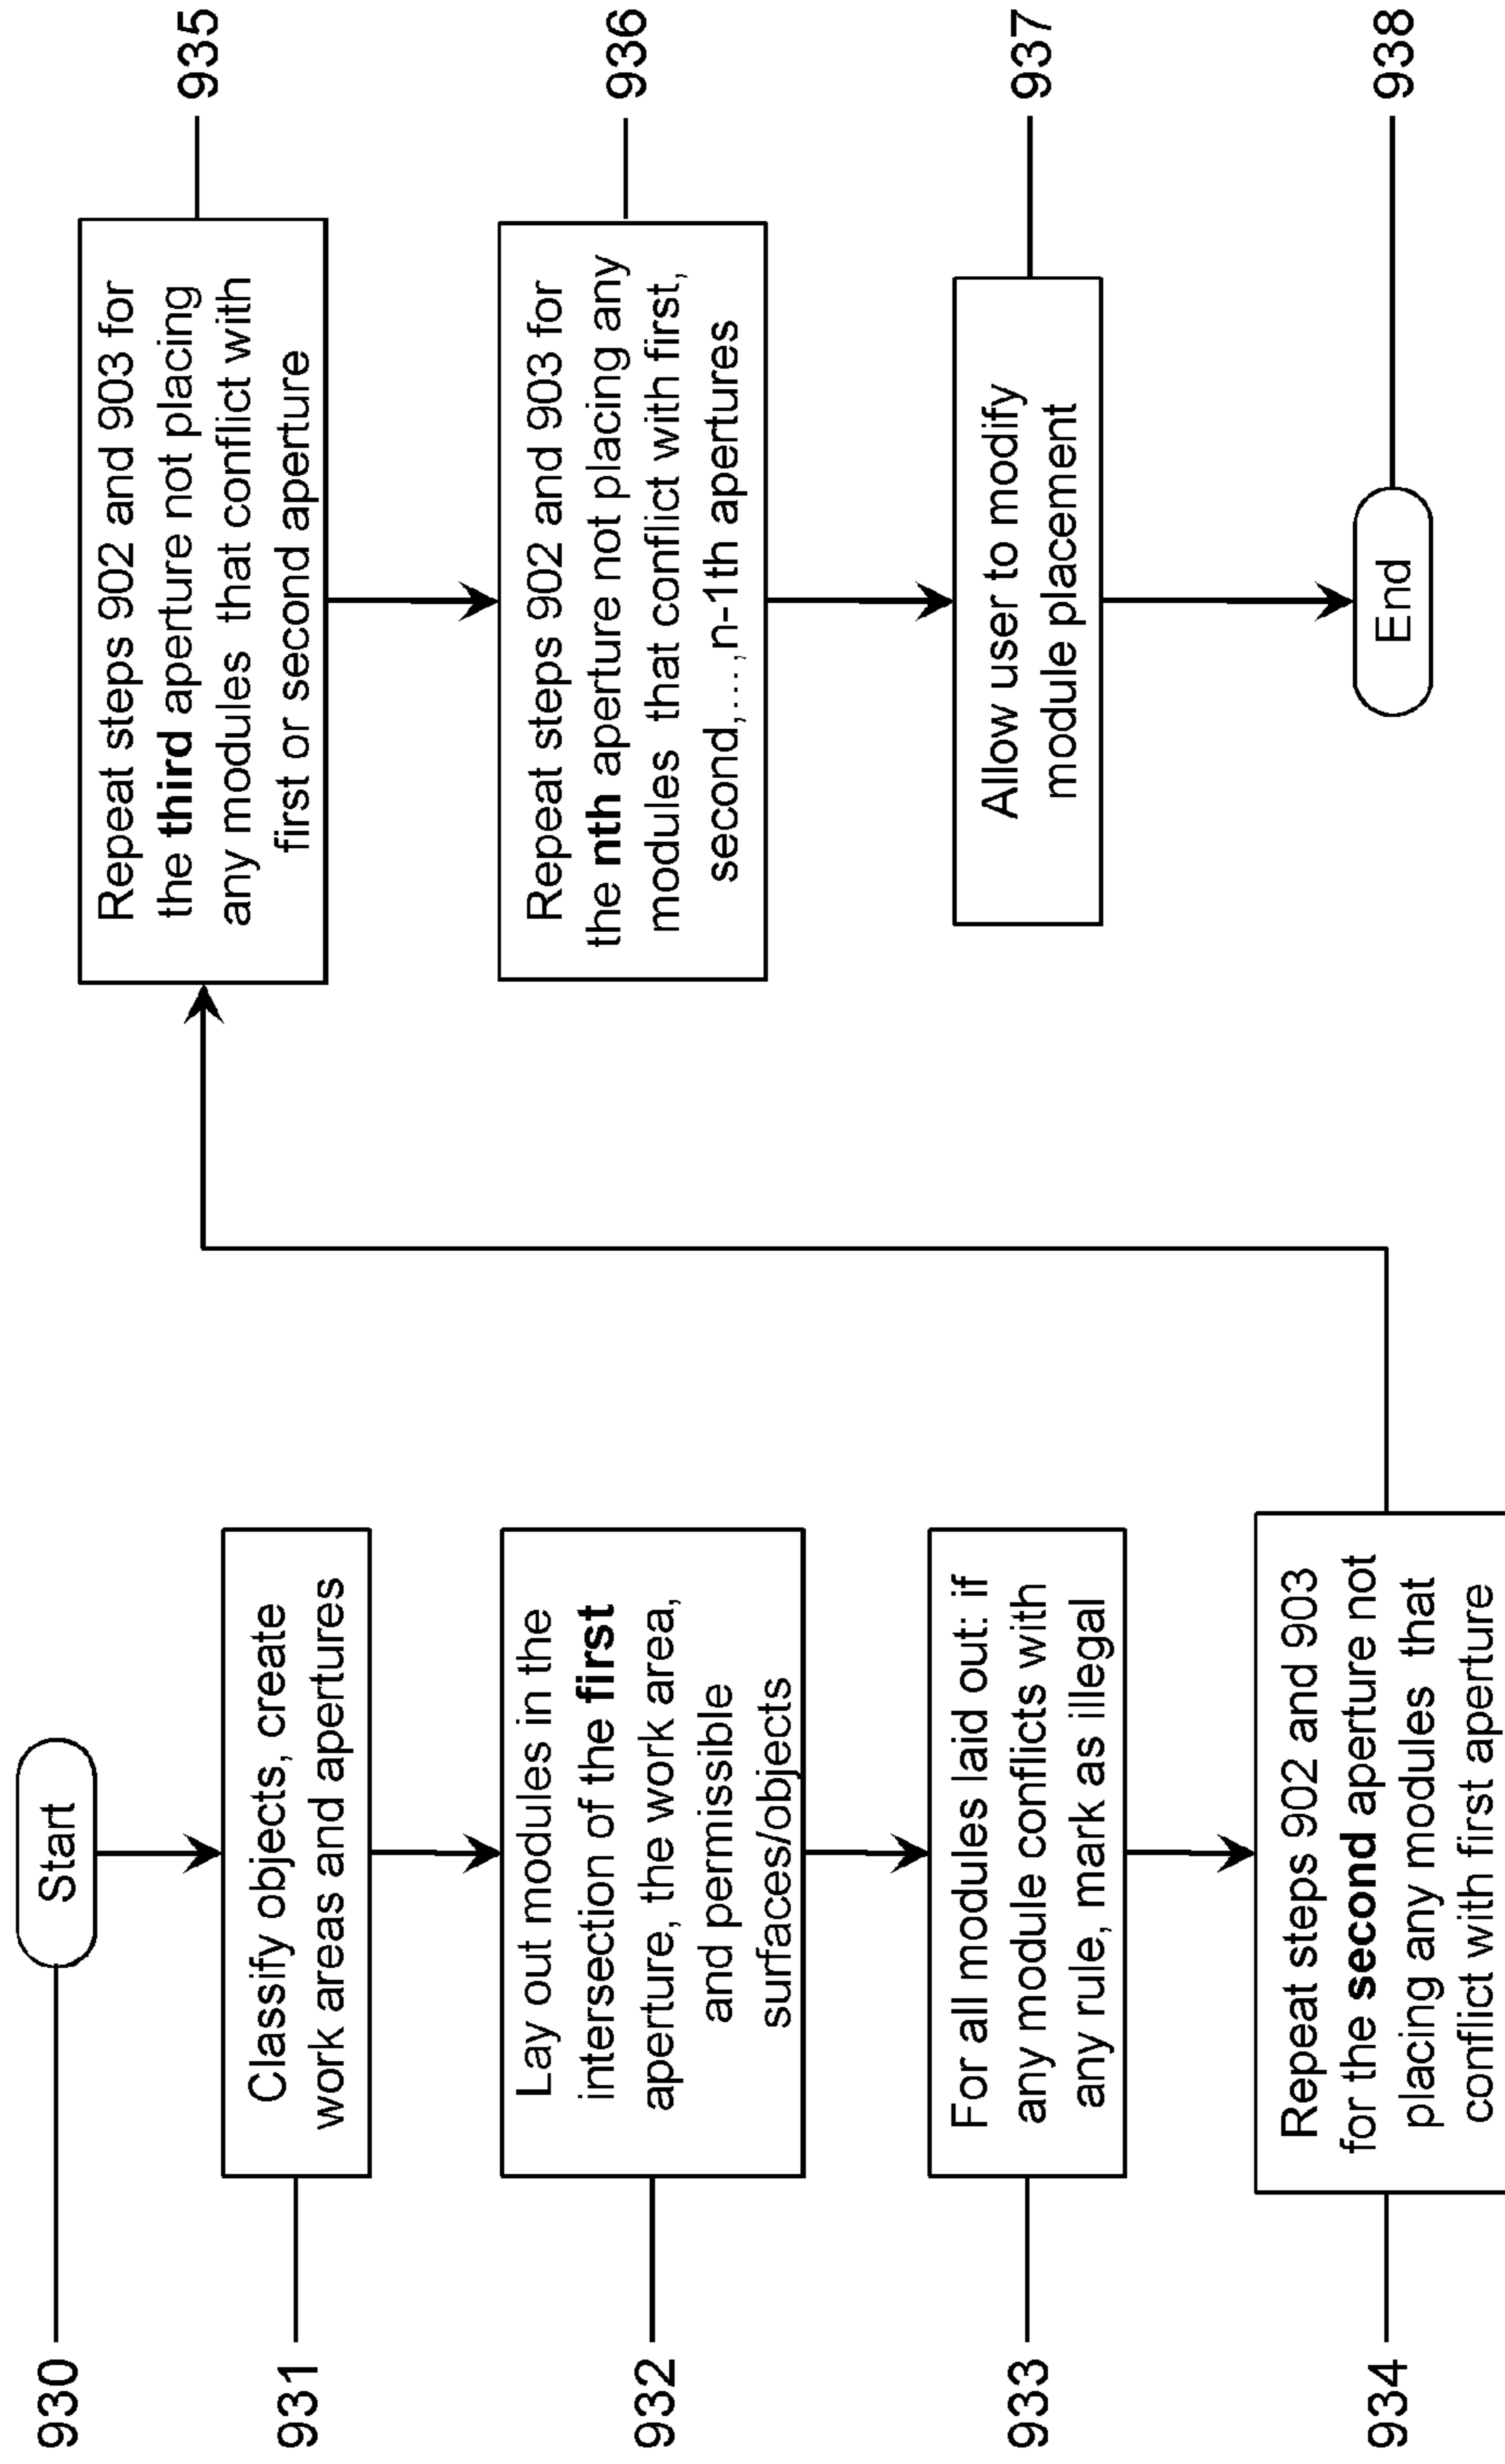 930
Start
931
Classify objects, create
work areas and apertures
932
Lay out modules in the
intersection of the first
aperture, the work area,
and permissible
surfaces/objects
933
For all modules laid out: if
any module conflicts with
any rule, mark as illegal
934
Repeat steps 902 and 903
for the second aperture not
placing any modules that
conflict with first aperture
935
Repeat steps 902 and 903 for
the third aperture not placing
any modules that conflict with
first or second aperture
936
Repeat steps 902 and 903 for
the nth aperture not placing any
modules that conflict with first,
second,...,n-1th apertures
937
Allow user to modify
module placement
938
End